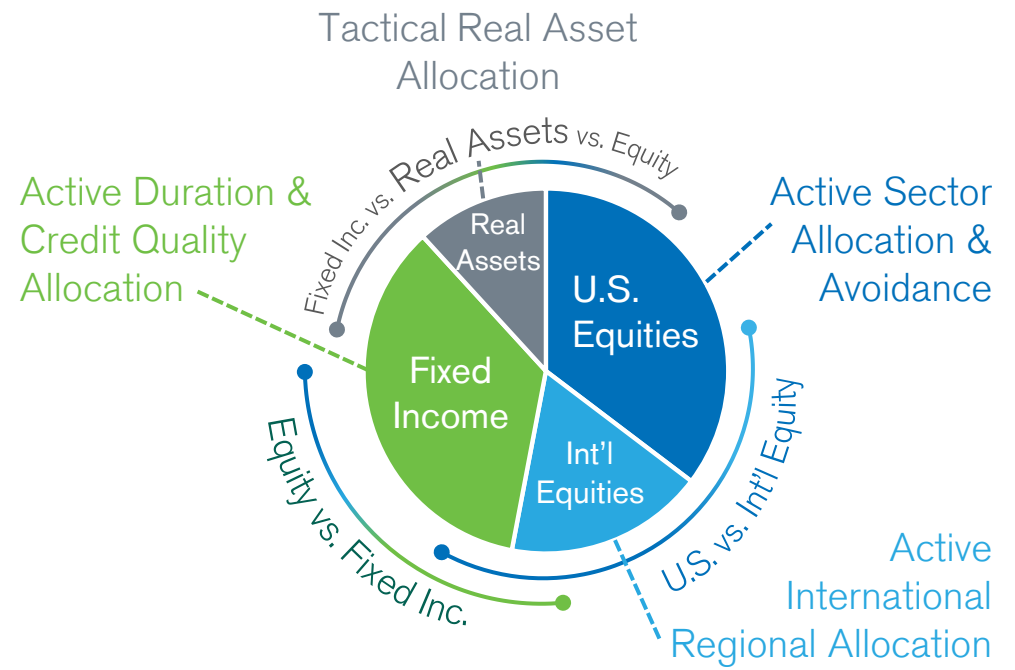 Tactical Real Asset
Allocation
Fixed Inc. vs. Real Assets vs. Equity
Active Duration &
Credit Quality
Allocation
Active Sector
Allocation &
Avoidance
Real
Assets
U.S.
Equities
Fixed
Income
Int'l
Equities
Equity vs. Fixed Inc.
U.S. vs. Int'l Equity
Active
International
Regional Allocation